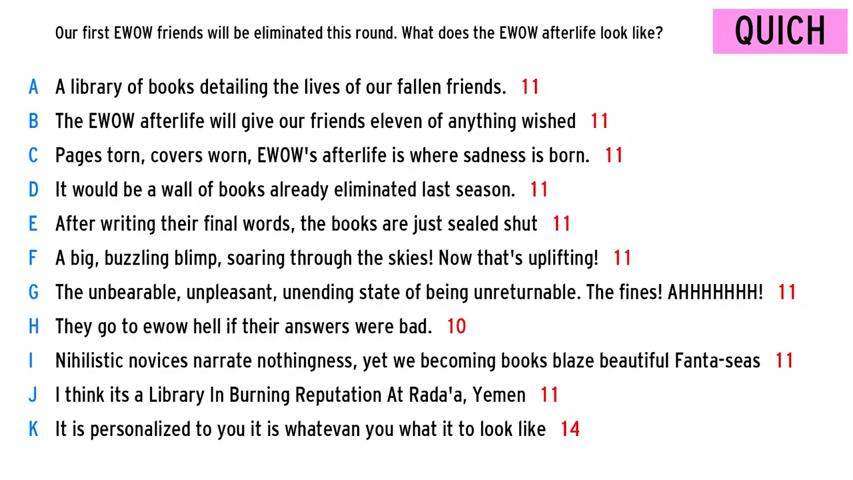 Our first EWOW friends will be eliminated this round. What does the EWOW afterlife look like?
QUICH
A A library of books detailing the lives of our fallen friends. 11
B The EWOW afterlife will give our friends eleven of anything wished 11
C Pages torn, covers worn, EWOW's afterlife is where sadness is born. 11
D It would be a wall of books already eliminated last season. 11
E After writing their final words, the books are just sealed shut 11
F A big, buzzling blimp, soaring through the skies! Now that's uplifting! 11
G The unbearable, unpleasant, unending state of being unreturnable. The fines! AHHHHHHH! 11
H They go to ewow hell if their answers were bad. 10
I Nihilistic novices narrate nothingness, yet we becoming books blaze beautiful Fanta-seas 11
J I think its a Library In Burning Reputation At Rada'a, Yemen 11
K It is personalized to you it is whatevan you what it to look like 14